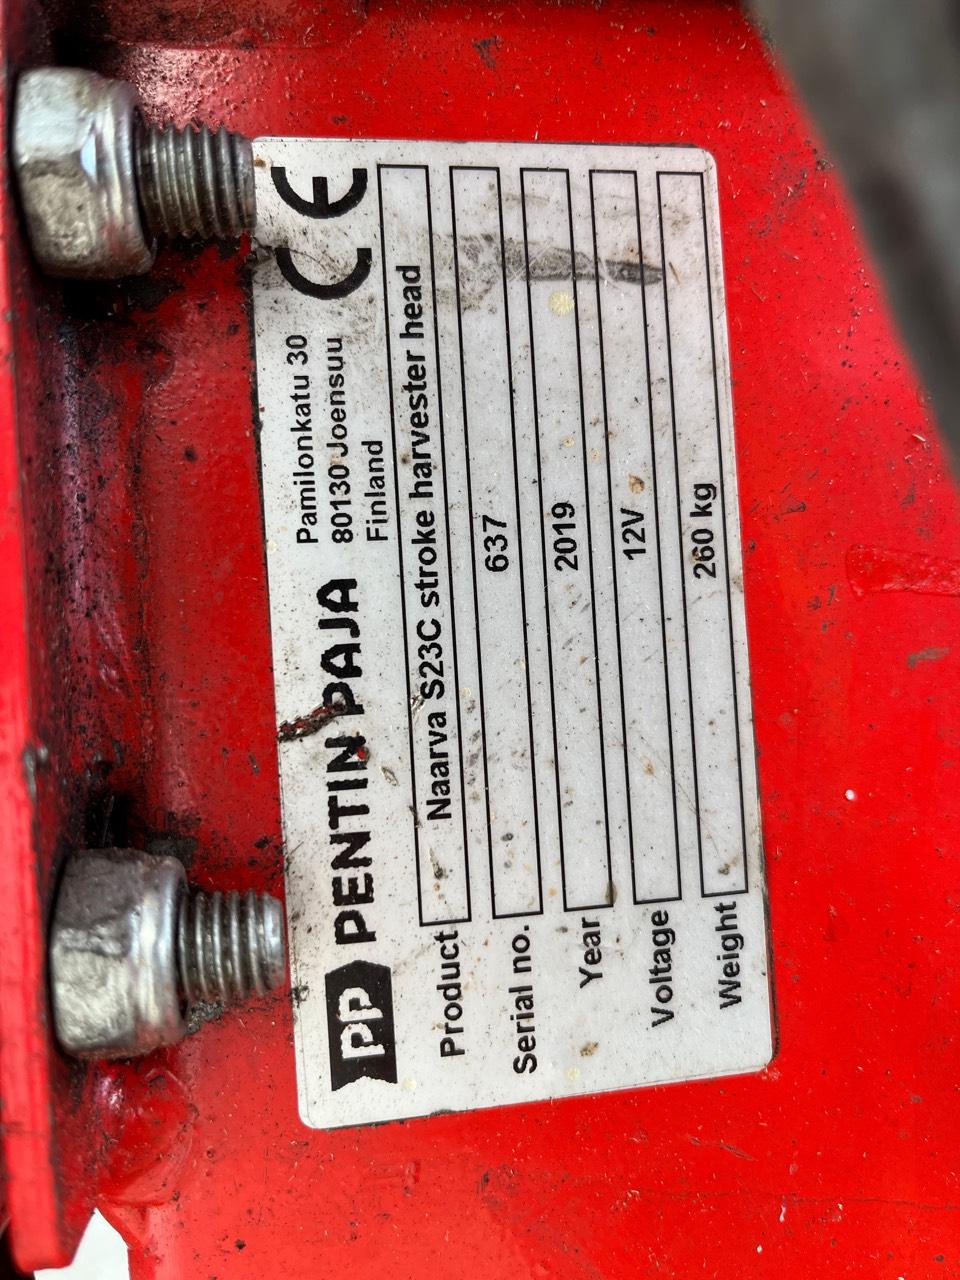 PP PENTIN PAJA
Pamilonkatu 30
80130 Joensuu
Finland
CE
Product Naarva S23C stroke harvester head
Serial no. 637
Year 2019
Voltage 12V
Weight 260 kg